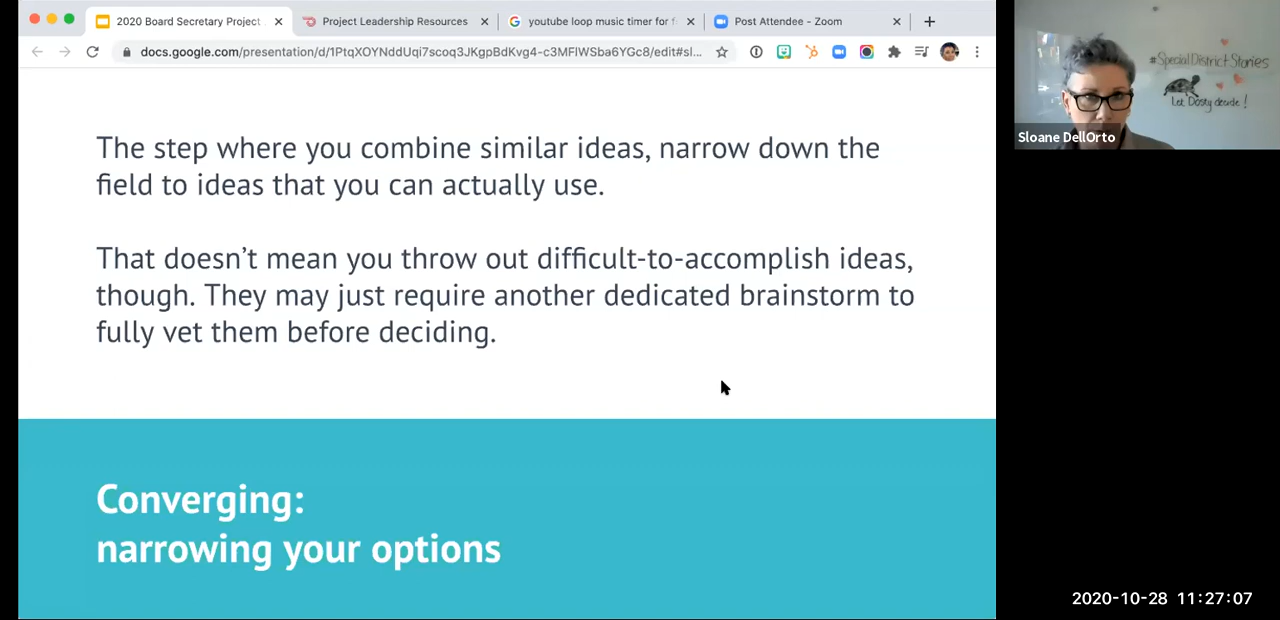 2020 Board Secretary Project
Project Leadership Resources
youtube loop music timer for f
Post Attendee - Zoom
docs.google.com/presentation/d/1PtqXOYNddUqi7scoq3JKgpBdKvg4-c3MFlWSba6YGc8/edit#sl...
#SpecialDistrictStories
Let Dusty decide!
Sloane DellOrto
The step where you combine similar ideas, narrow down the
field to ideas that you can actually use.
That doesn’t mean you throw out difficult-to-accomplish ideas,
though. They may just require another dedicated brainstorm to
fully vet them before deciding.
Converging:
narrowing your options
2020-10-28 11:27:07